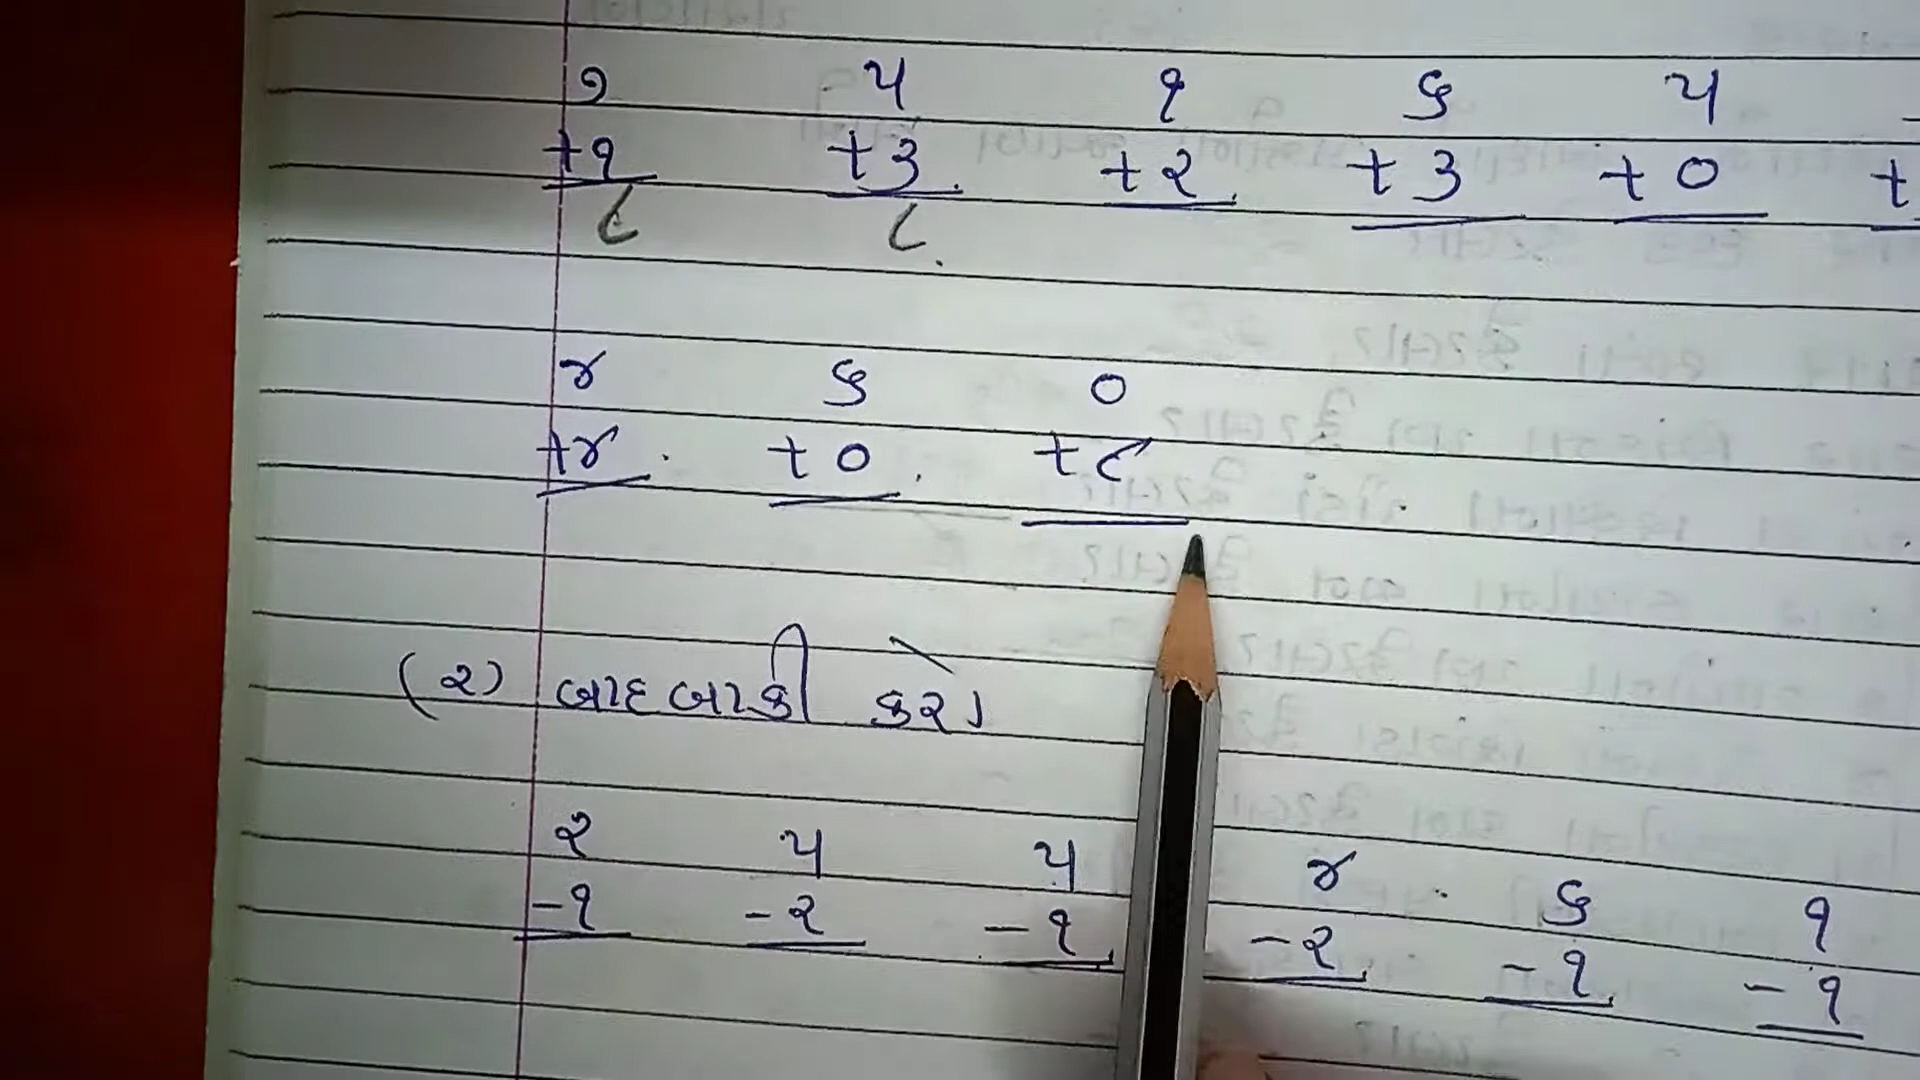 ૭ ૫ ૧ ૬ ૫
+૧ +૩ +૨ +૩ +૦ +
૮ ૮
૪ ૬ ૦
+૪ +૦ +૮
(૨) બાદબાકી કરો
૨ ૫ ૫ ૪ ૬ ૧
-૧ -૨ -૧ -૨ -૧ -૧